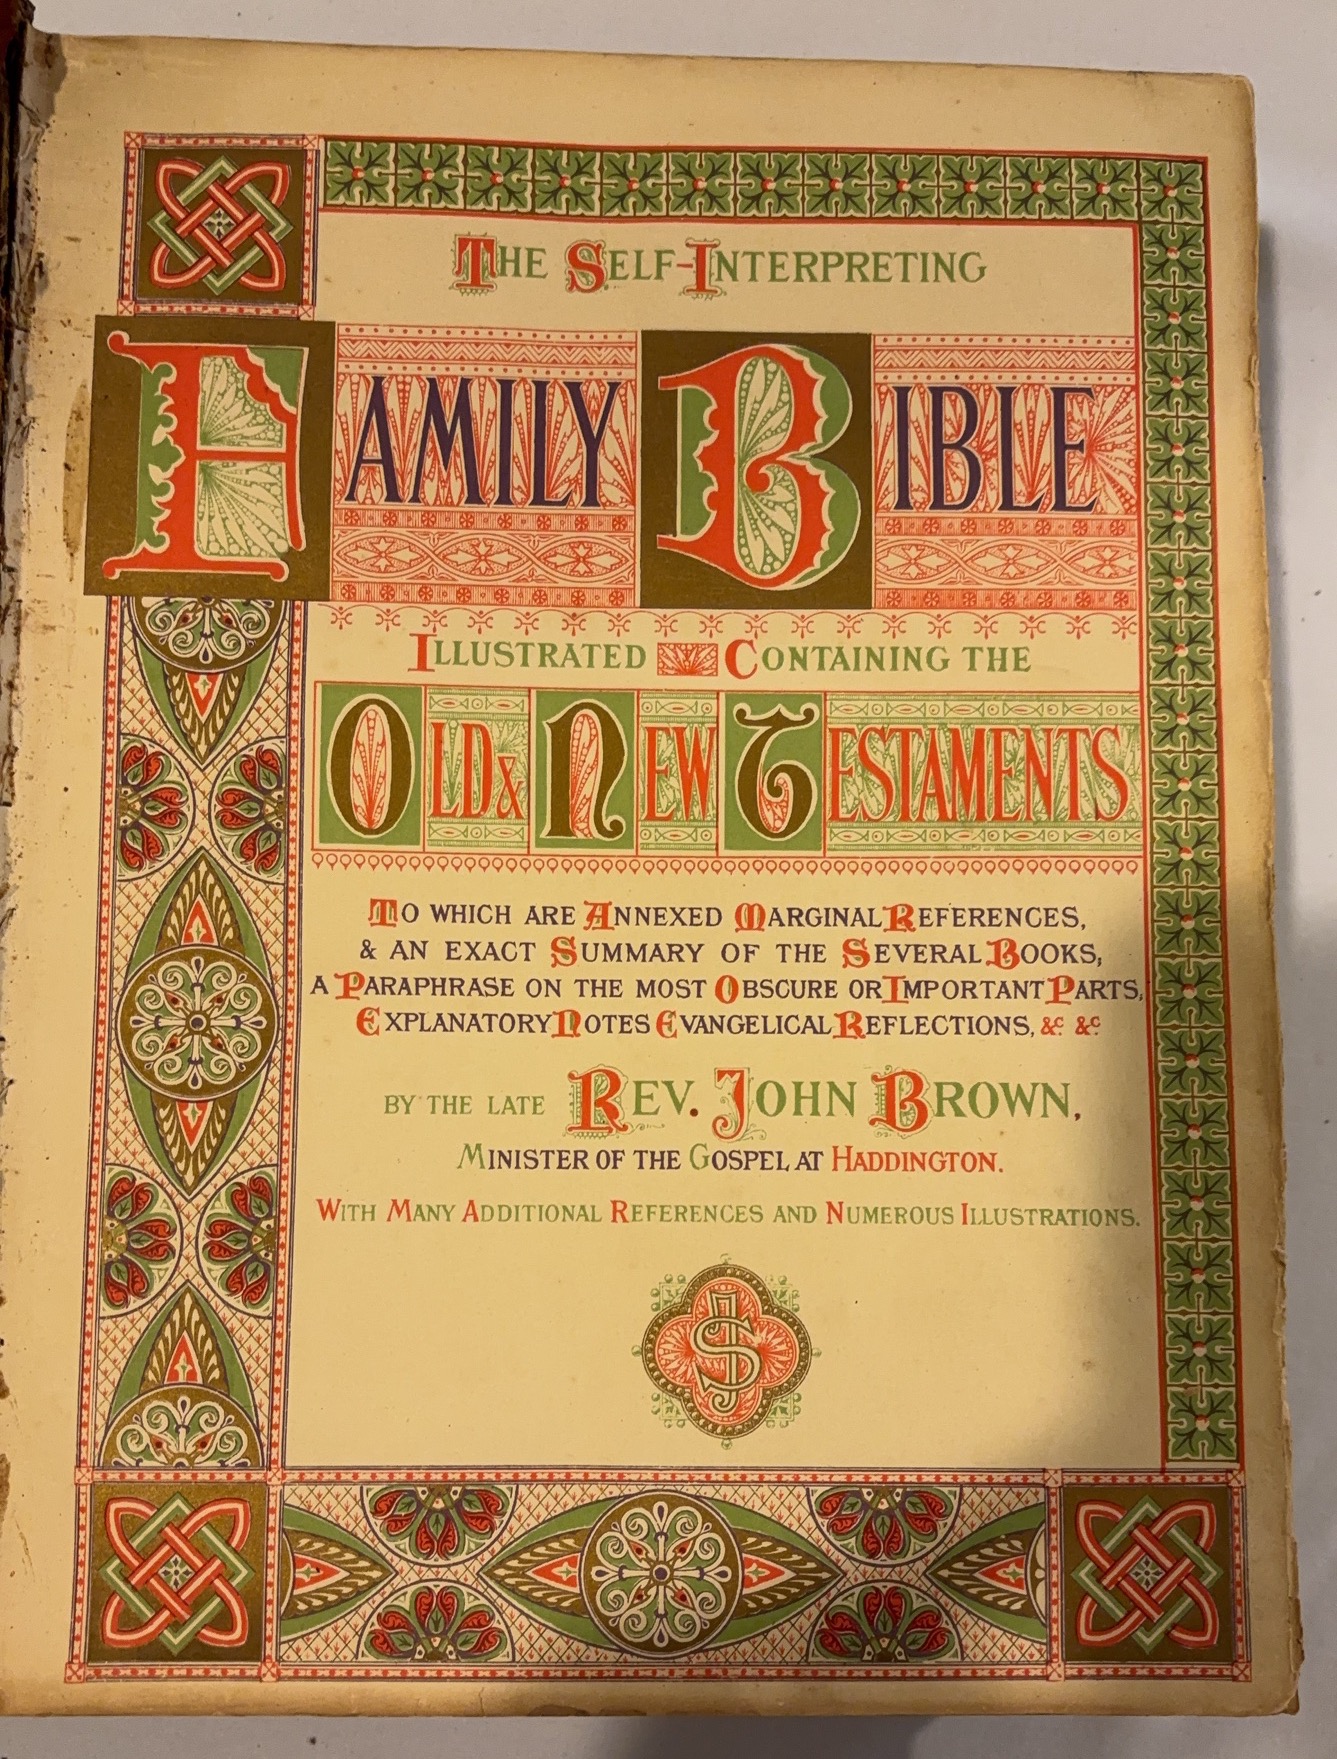 THE SELF-INTERPRETING
FAMILY BIBLE
ILLUSTRATED CONTAINING THE
OLD & NEW TESTAMENTS
TO WHICH ARE ANNEXED MARGINAL REFERENCES,
& AN EXACT SUMMARY OF THE SEVERAL BOOKS,
A PARAPHRASE ON THE MOST OBSCURE OR IMPORTANT PARTS,
EXPLANATORY NOTES EVANGELICAL REFLECTIONS, &c &c
BY THE LATE REV. JOHN BROWN,
MINISTER OF THE GOSPEL AT HADDINGTON.
WITH MANY ADDITIONAL REFERENCES AND NUMEROUS ILLUSTRATIONS.
JS